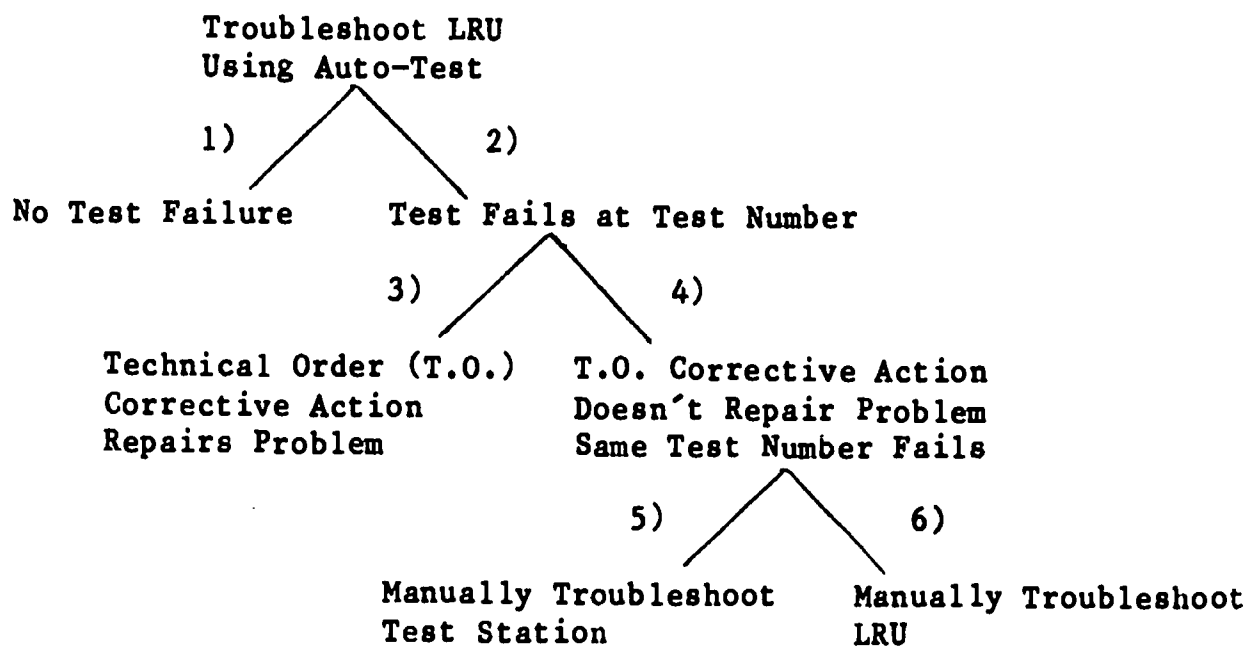 Troubleshoot LRU
Using Auto-Test
1)
2)
No Test Failure
Test Fails at Test Number
3)
4)
Technical Order (T.O.)
Corrective Action
Repairs Problem
T.O. Corrective Action
Doesn´t Repair Problem
Same Test Number Fails
5)
6)
Manually Troubleshoot
Test Station
Manually Troubleshoot
LRU